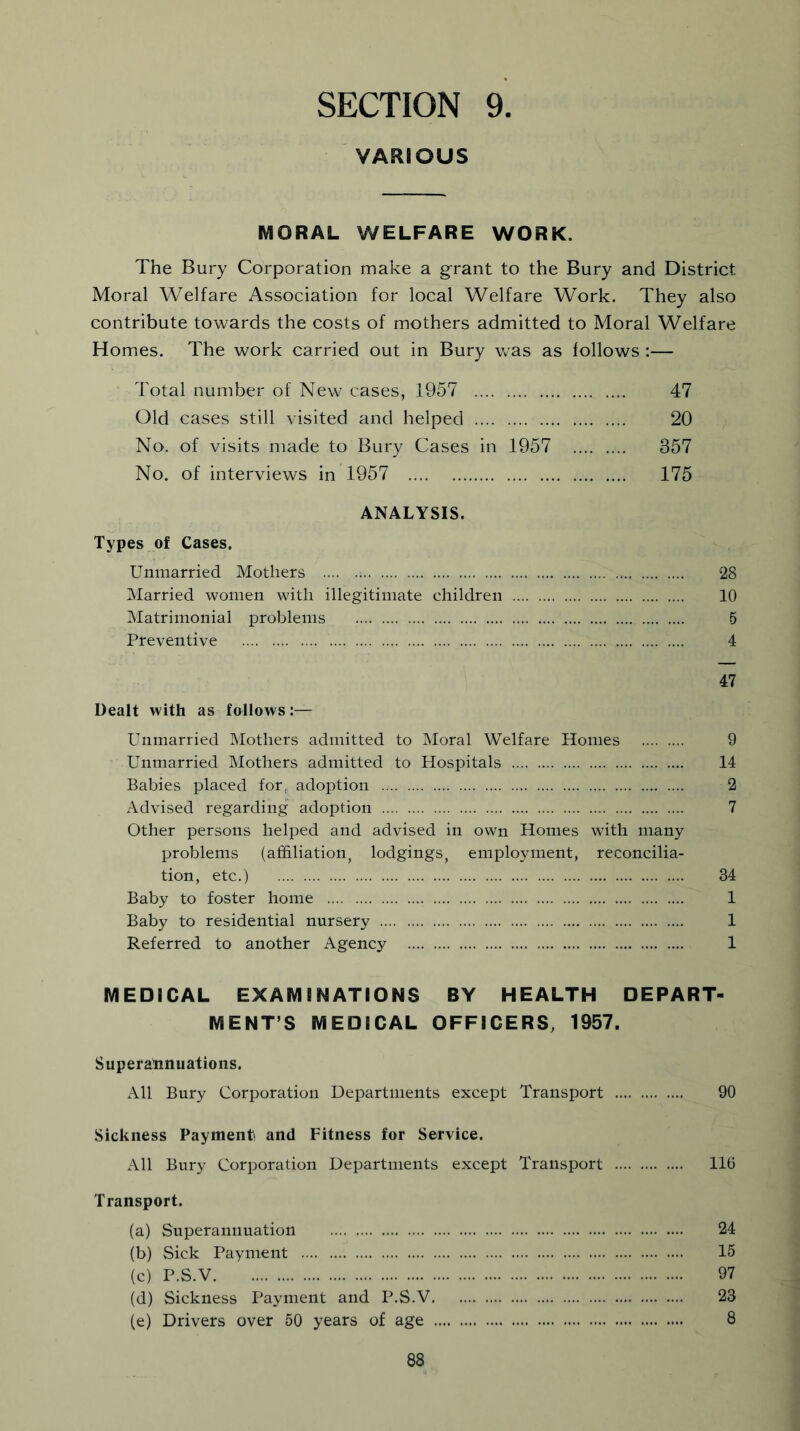 SECTION 9.
VARIOUS
MORAL WELFARE WORK.
The Bury Corporation make a grant to the Bury and District
Moral Welfare Association for local Welfare Work. They also
contribute towards the costs of mothers admitted to Moral Welfare
Homes. The work carried out in Bury was as follows :—
Total number of New cases, 1957 .... .... .... .... .... 47
Old cases still visited and helped .... .... .... .... .... 20
No. of visits made to Bury Cases in 1957 .... .... 357
No. of interviews in 1957 .... .... .... .... .... .... 175
ANALYSIS.
Types of Cases.
Unmarried Mothers .... .... .... .... .... .... .... .... .... .... 28
Married women with illegitimate children .... .... .... .... .... 10
Matrimonial problems .... .... .... .... .... .... .... .... .... 5
Preventive .... .... .... .... .... .... .... .... .... .... .... 4
47
Dealt with as follows:—
Unmarried Mothers admitted to Moral Welfare Homes .... .... 9
Unmarried Mothers admitted to Hospitals .... .... .... .... .... 14
Babies placed for, adoption .... .... .... .... .... .... .... .... 2
Advised regarding adoption .... .... .... .... .... .... .... .... 7
Other persons helped and advised in own Homes with many
problems (affiliation, lodgings, employment, reconcilia-
tion, etc.) .... .... .... .... .... .... .... .... .... .... 34
Baby to foster home .... .... .... .... .... .... .... .... .... 1
Baby to residential nursery .... .... .... .... .... .... .... .... 1
Referred to another Agency .... .... .... .... .... .... .... .... 1
MEDICAL EXAMINATIONS BY HEALTH DEPART-
MENT'S MEDICAL OFFICERS, 1957.
Superannuations.
All Bury Corporation Departments except Transport .... .... .... 90
Sickness Payment and Fitness for Service.
All Bury Corporation Departments except Transport .... .... .... 116
Transport.
(a) Superannuation .... .... .... .... .... .... .... .... .... .... 24
(b) Sick Payment .... .... .... .... .... .... .... .... .... .... 15
(c) P.S.V. .... .... .... .... .... .... .... .... .... .... .... 97
(d) Sickness Payment and P.S.V. .... .... .... .... .... .... .... 23
(e) Drivers over 50 years of age .... .... .... .... .... .... .... 8
88